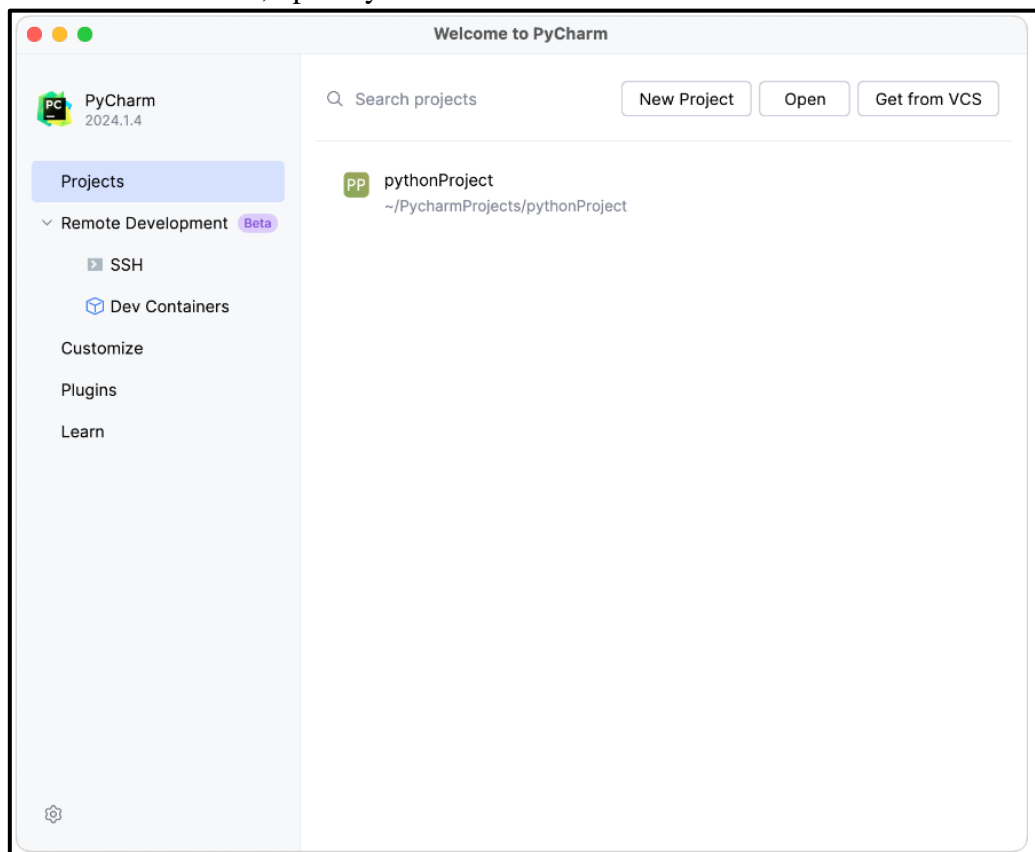 Welcome to PyCharm
PC
PyCharm
2024.1.4
Search projects
New Project
Open
Get from VCS
Projects
Remote Development Beta
SSH
Dev Containers
Customize
Plugins
Learn
PP
pythonProject
~/PycharmProjects/pythonProject